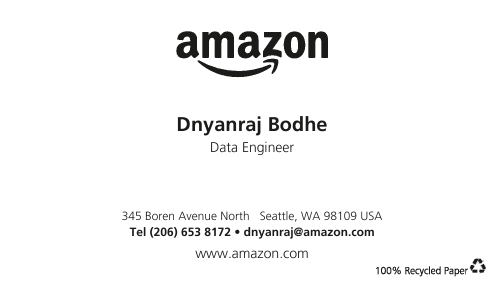 amazon
Dnyanraj Bodhe
Data Engineer
345 Boren Avenue North   Seattle, WA 98109 USA
Tel (206) 653 8172 • dnyanraj@amazon.com
www.amazon.com
100% Recycled Paper